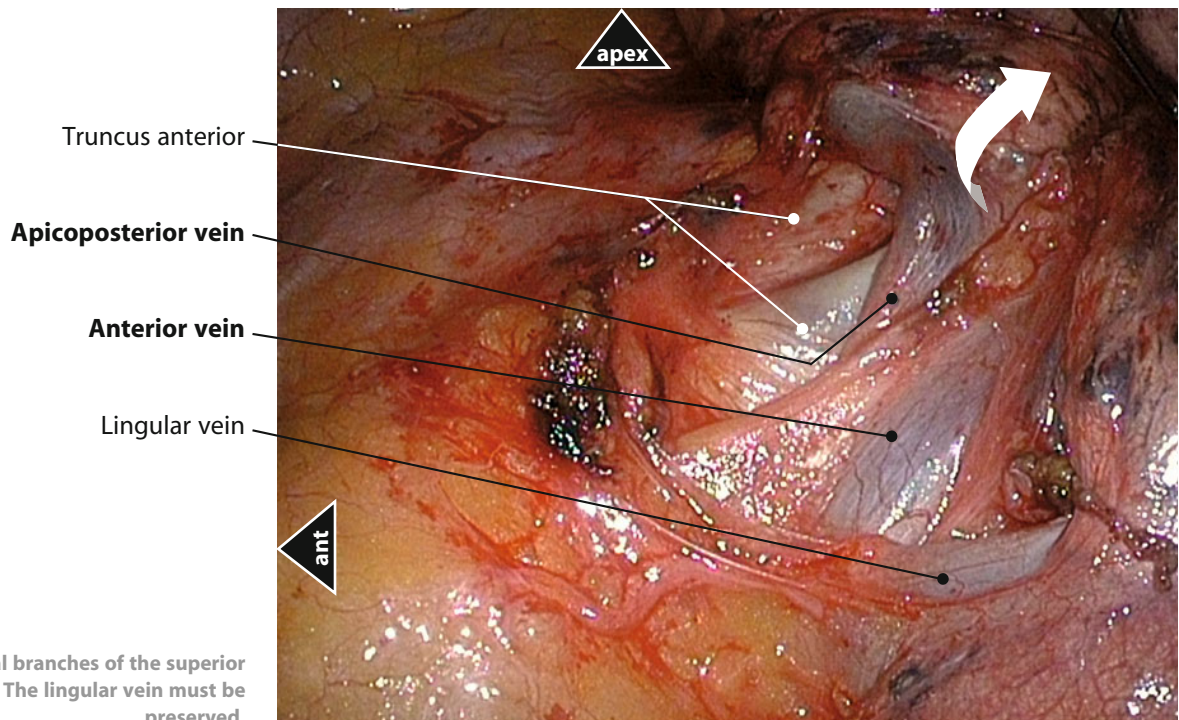 apex
Truncus anterior
Apicoposterior vein
Anterior vein
Lingular vein
ant
branches of the superior
The lingular vein must be
preserved.